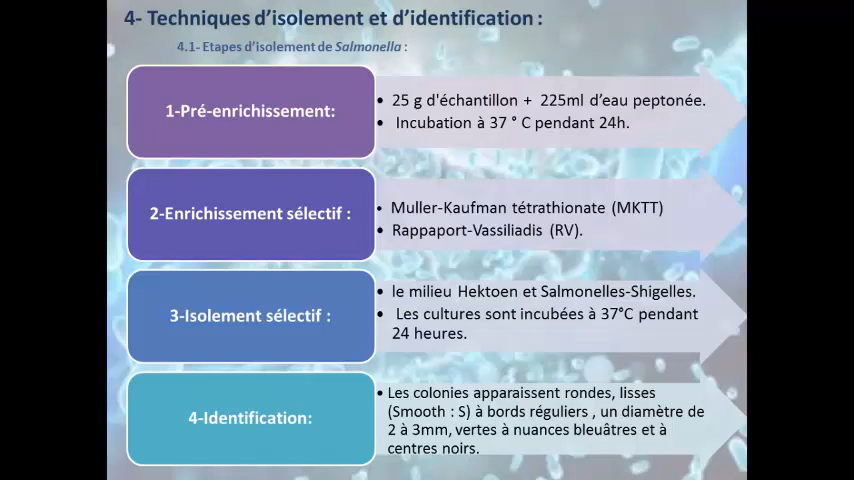 4- Techniques d’isolement et d’identification :
4.1- Etapes d’isolement de Salmonella :
1-Pré-enrichissement:
• 25 g d'échantillon + 225ml d’eau peptonée.
• Incubation à 37 ° C pendant 24h.
2-Enrichissement sélectif :
• Muller-Kaufman tétrathionate (MKTT)
• Rappaport-Vassiliadis (RV).
3-Isolement sélectif :
• le milieu Hektoen et Salmonelles-Shigelles.
• Les cultures sont incubées à 37°C pendant
24 heures.
4-Identification:
• Les colonies apparaissent rondes, lisses
(Smooth : S) à bords réguliers , un diamètre de
2 à 3mm, vertes à nuances bleuâtres et à
centres noirs.